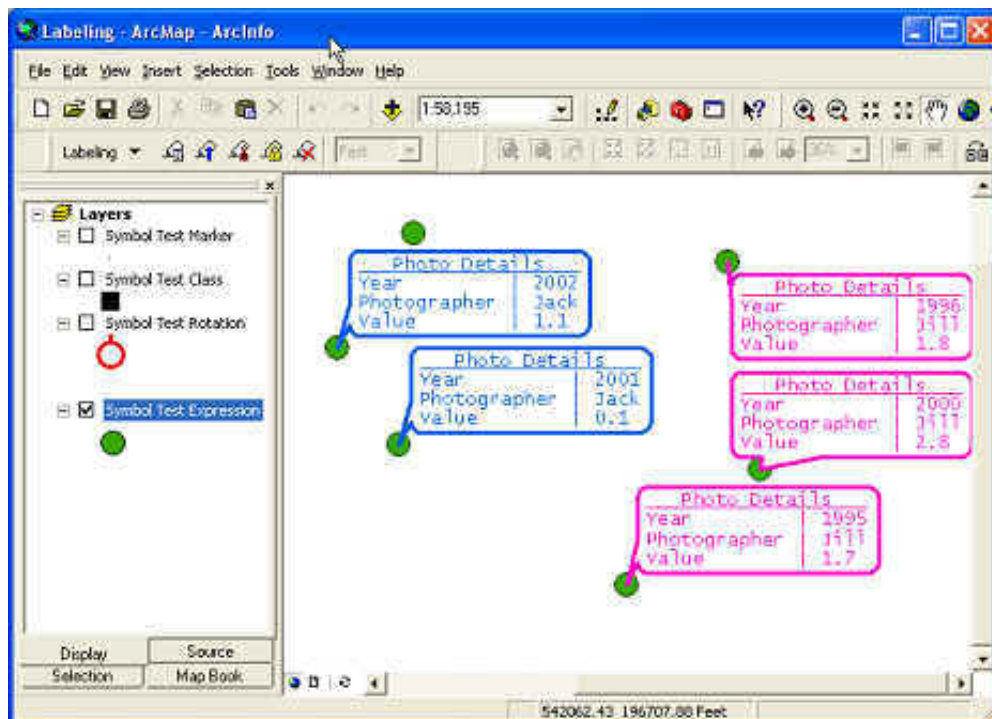 Labeling - ArcMap - ArcInfo
File Edit View Insert Selection Tools Window Help
1:58,195
Labeling
Feet
Layers
Symbol Test Marker
Symbol Test Class
Symbol Test Rotation
Symbol Test Expression
Photo Details
Year 2002
Photographer Jack
Value 1.1
Photo Details
Year 2001
Photographer Jack
Value 0.1
Photo Details
Year 1996
Photographer Jill
Value 1.8
Photo Details
Year 2000
Photographer Jill
Value 2.8
Photo Details
Year 1995
Photographer Jill
Value 1.7
Display Source
Selection Map Book
542062.43 196707.88 Feet